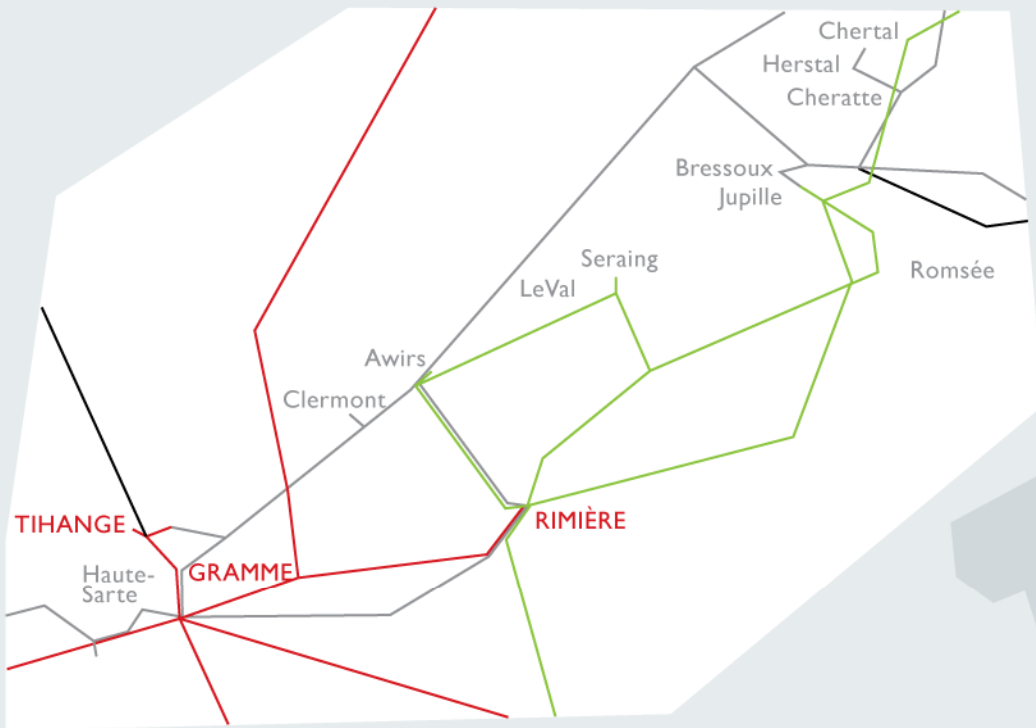 Chertal
Herstal
Cheratte
Bressoux
Jupille
Seraing
Romsée
LeVal
Awirs
Clermont
TIHANGE
RIMIÈRE
GRAMME
Haute-
Sarte